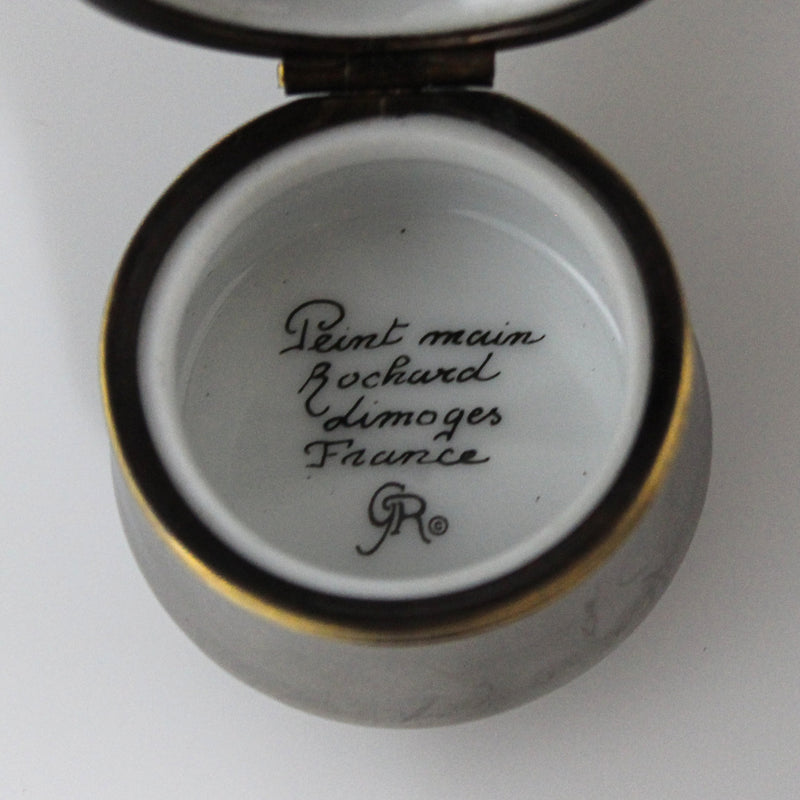 Peint main
Rochard
Limoges
France
GR©